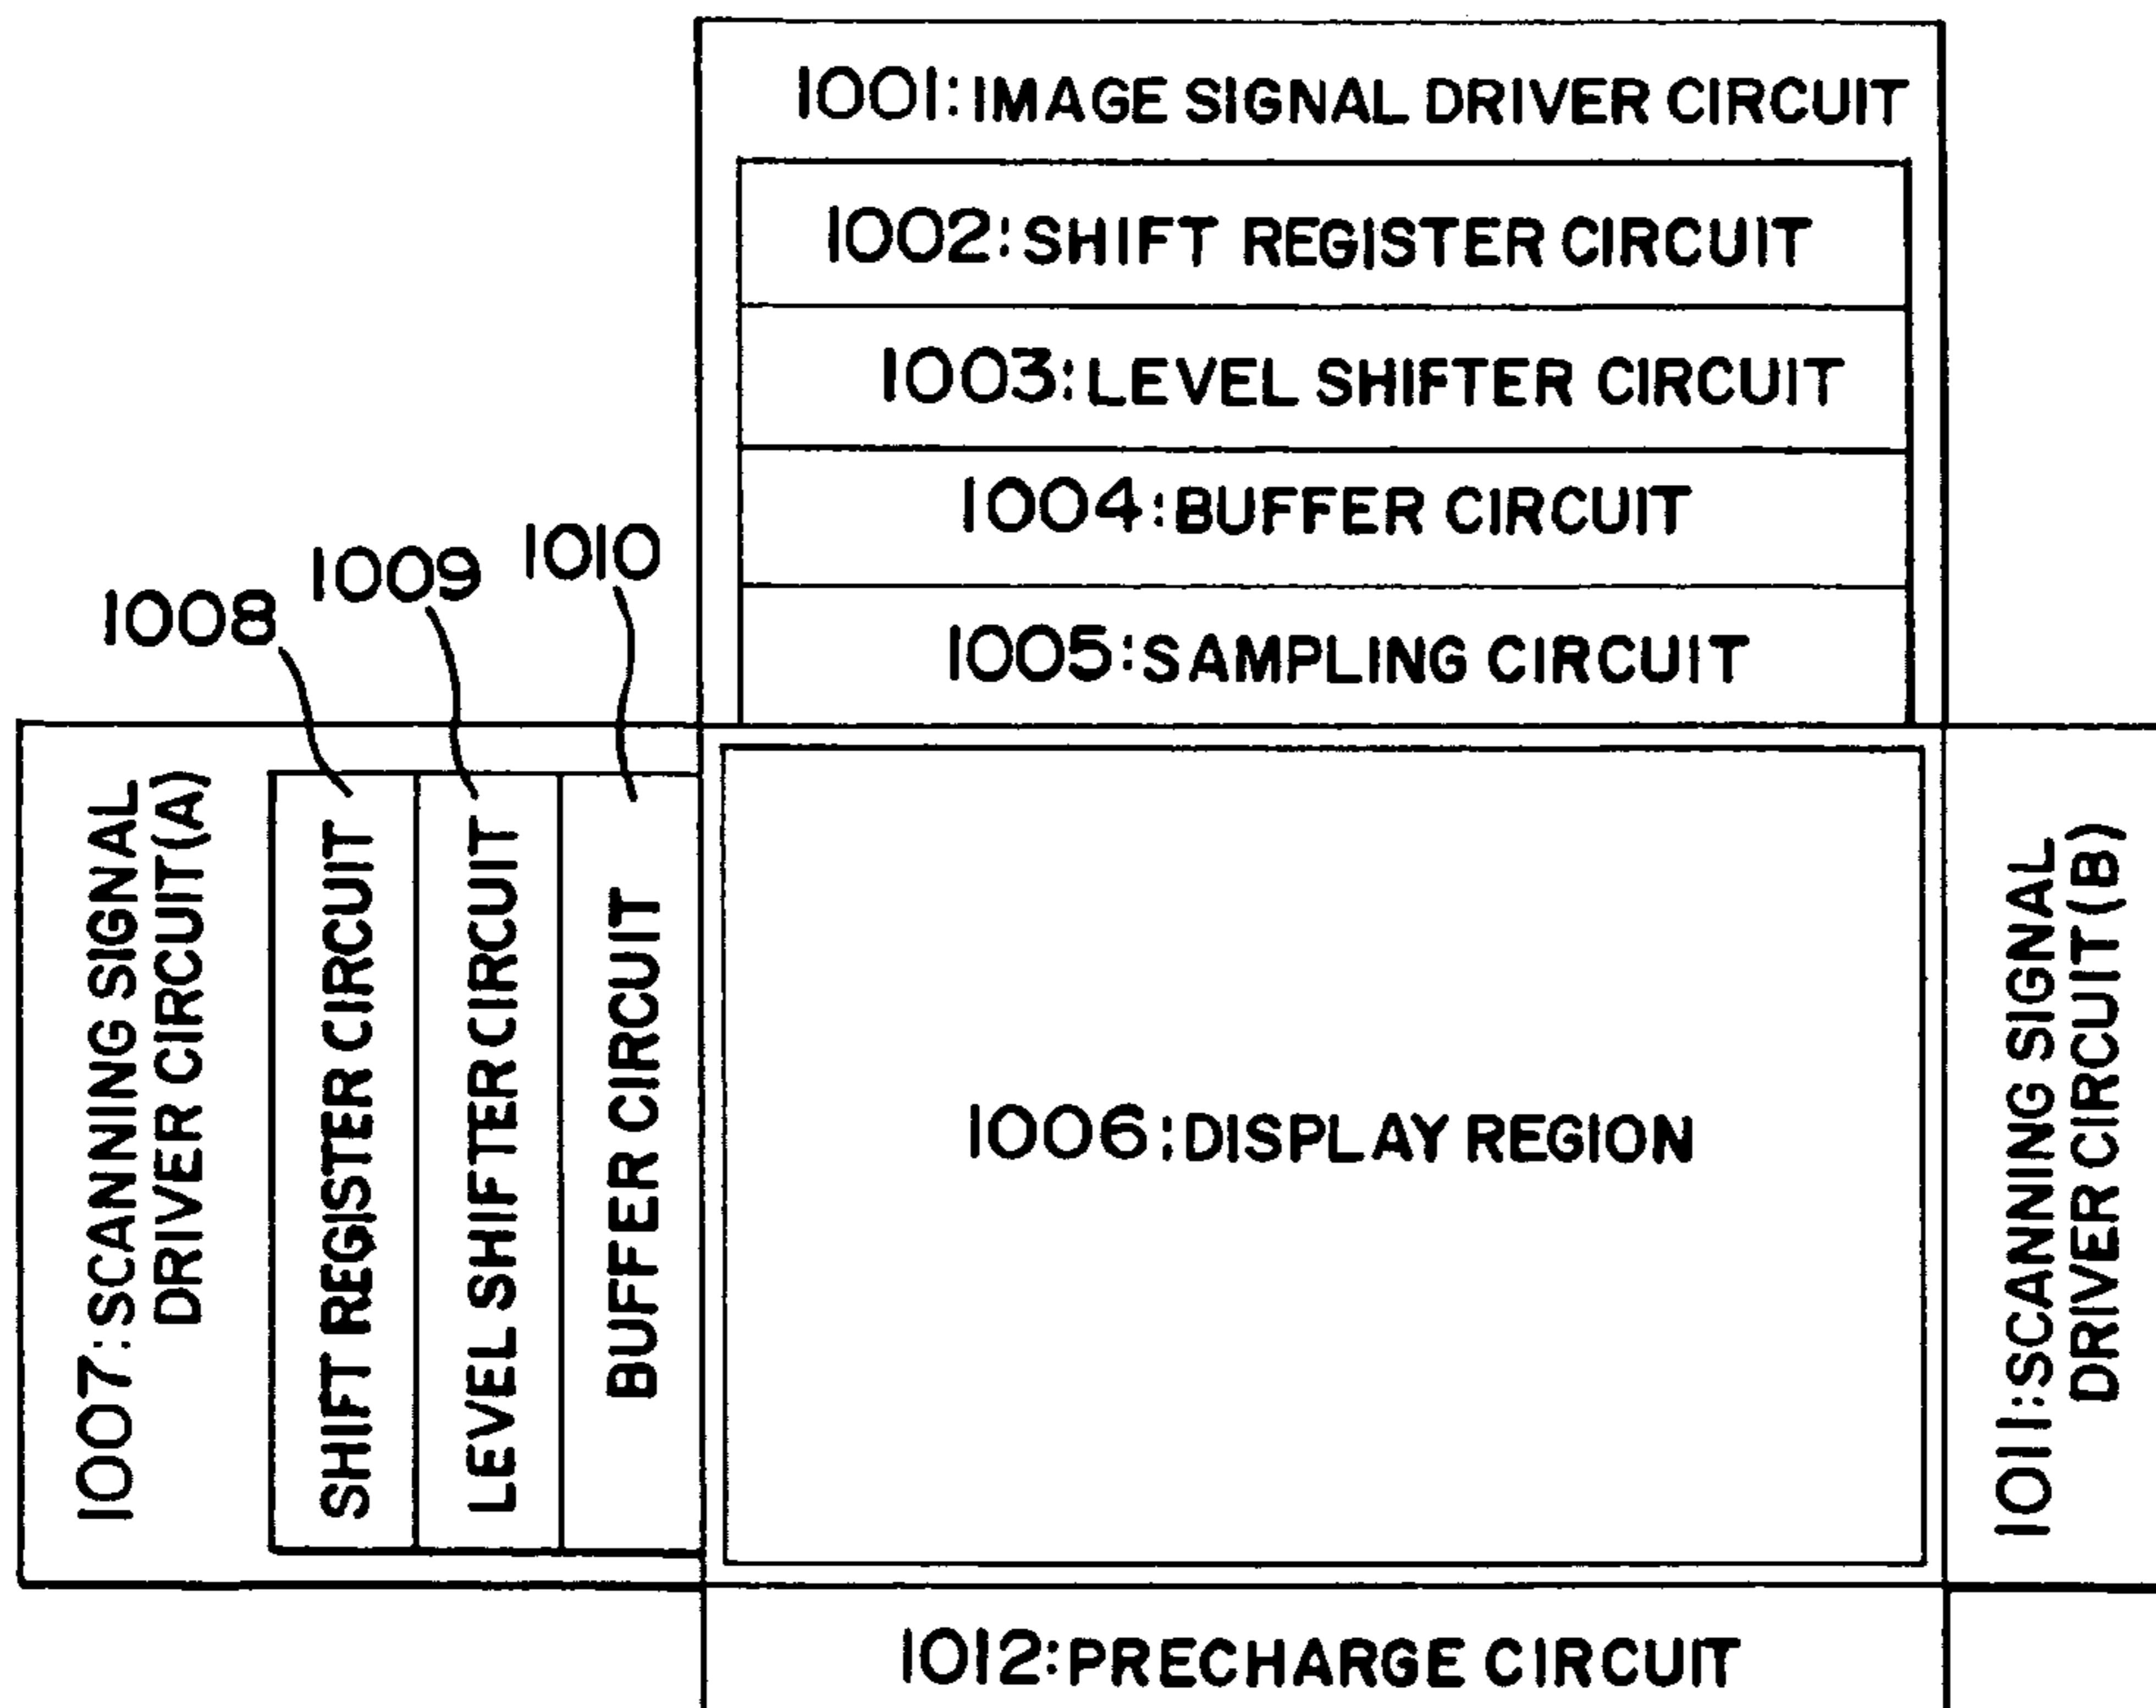 1001:IMAGE SIGNAL DRIVER CIRCUIT
1002:SHIFT REGISTER CIRCUIT
1003:LEVEL SHIFTER CIRCUIT
1004:BUFFER CIRCUIT
1005:SAMPLING CIRCUIT
1008
1009
1010
1007:SCANNING SIGNAL
DRIVER CIRCUIT(A)
SHIFT REGISTER CIRCUIT
LEVEL SHIFTER CIRCUIT
BUFFER CIRCUIT
1006:DISPLAY REGION
1011:SCANNING SIGNAL
DRIVER CIRCUIT(B)
1012:PRECHARGE CIRCUIT